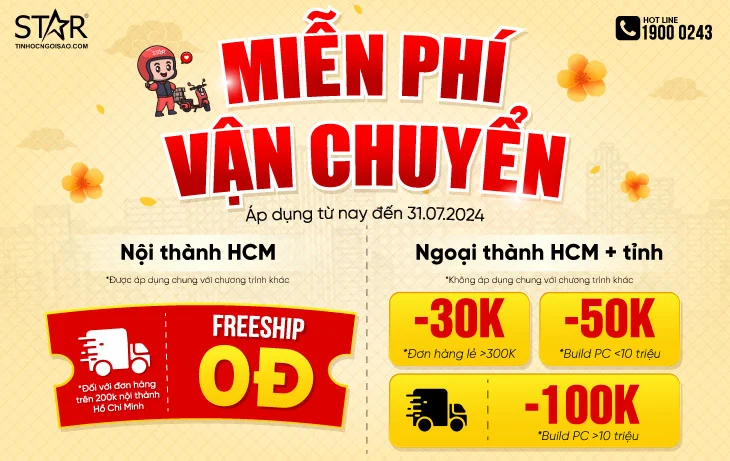 STAR®
TINHOCNGOISAO.COM
HOT LINE
1900 0243
STAR
MIỄN PHÍ
VẬN CHUYỂN
Áp dụng từ nay đến 31.07.2024
Nội thành HCM
*Được áp dụng chung với chương trình khác
*Đối với đơn hàng
trên 200k nội thành
Hồ Chí Minh
FREESHIP
0Đ
Ngoại thành HCM + tỉnh
*Không áp dụng chung với chương trình khác
-30K
*Đơn hàng lẻ >300K
-50K
*Build PC <10 triệu
-100K
*Build PC >10 triệu